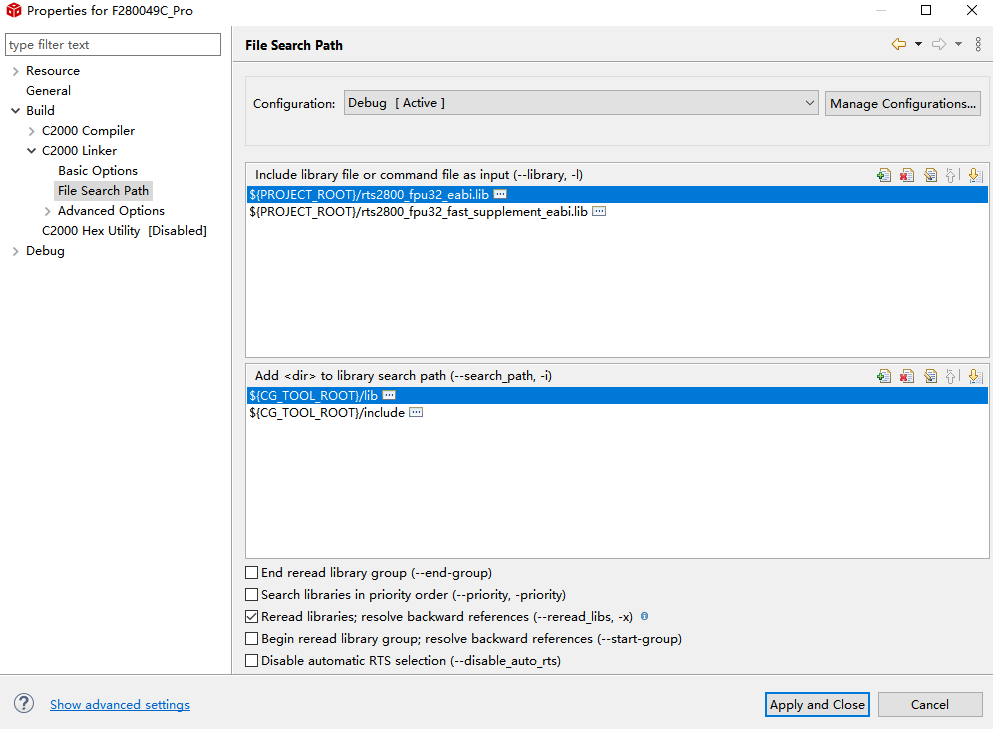 Properties for F280049C_Pro
type filter text
Resource
General
Build
C2000 Compiler
C2000 Linker
Basic Options
File Search Path
Advanced Options
C2000 Hex Utility [Disabled]
Debug
File Search Path
Configuration:
Debug [ Active ]
Manage Configurations...
Include library file or command file as input (--library, -l)
${PROJECT_ROOT}/rts2800_fpu32_eabi.lib
${PROJECT_ROOT}/rts2800_fpu32_fast_supplement_eabi.lib
Add <dir> to library search path (--search_path, -i)
${CG_TOOL_ROOT}/lib
${CG_TOOL_ROOT}/include
End reread library group (--end-group)
Search libraries in priority order (--priority, -priority)
Reread libraries; resolve backward references (--reread_libs, -x)
Begin reread library group; resolve backward references (--start-group)
Disable automatic RTS selection (--disable_auto_rts)
Show advanced settings
Apply and Close
Cancel